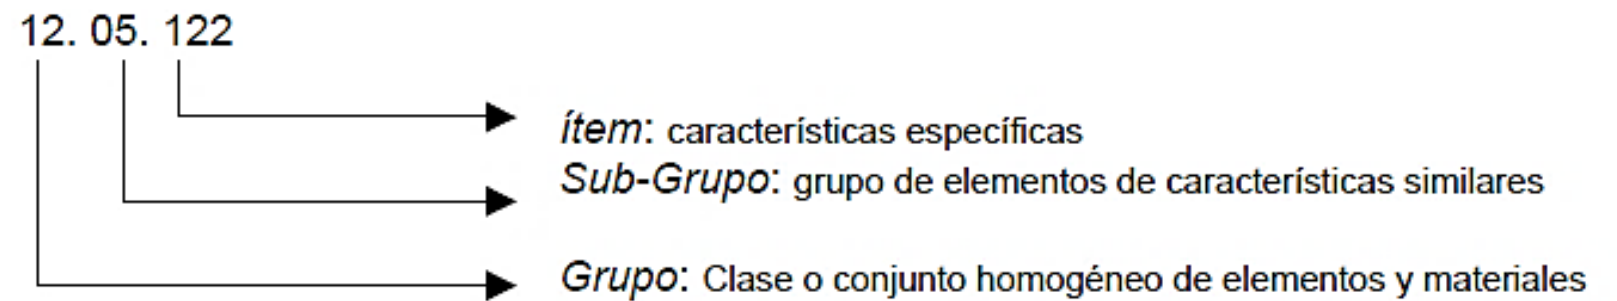 12. 05. 122
ítem: características específicas
Sub-Grupo: grupo de elementos de características similares
Grupo: Clase o conjunto homogéneo de elementos y materiales